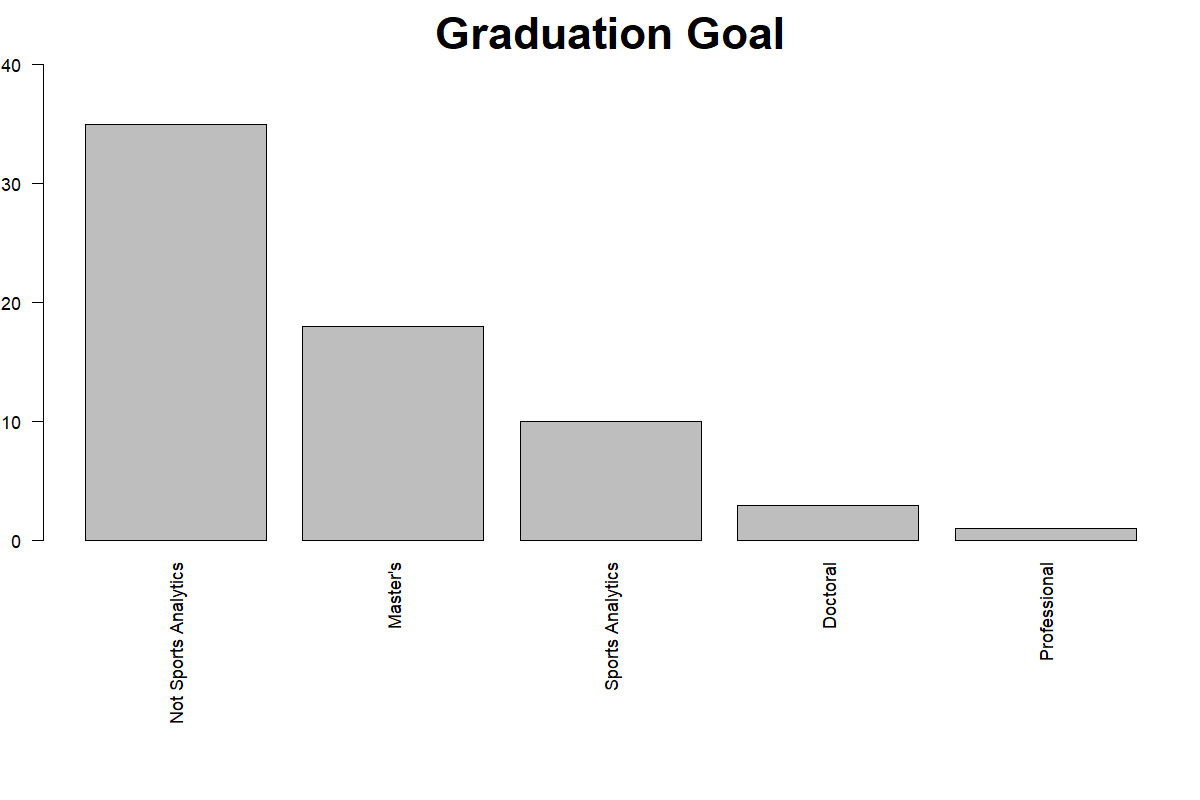 Graduation Goal
40
30
20
10
0
Not Sports Analytics
Master's
Sports Analytics
Doctoral
Professional